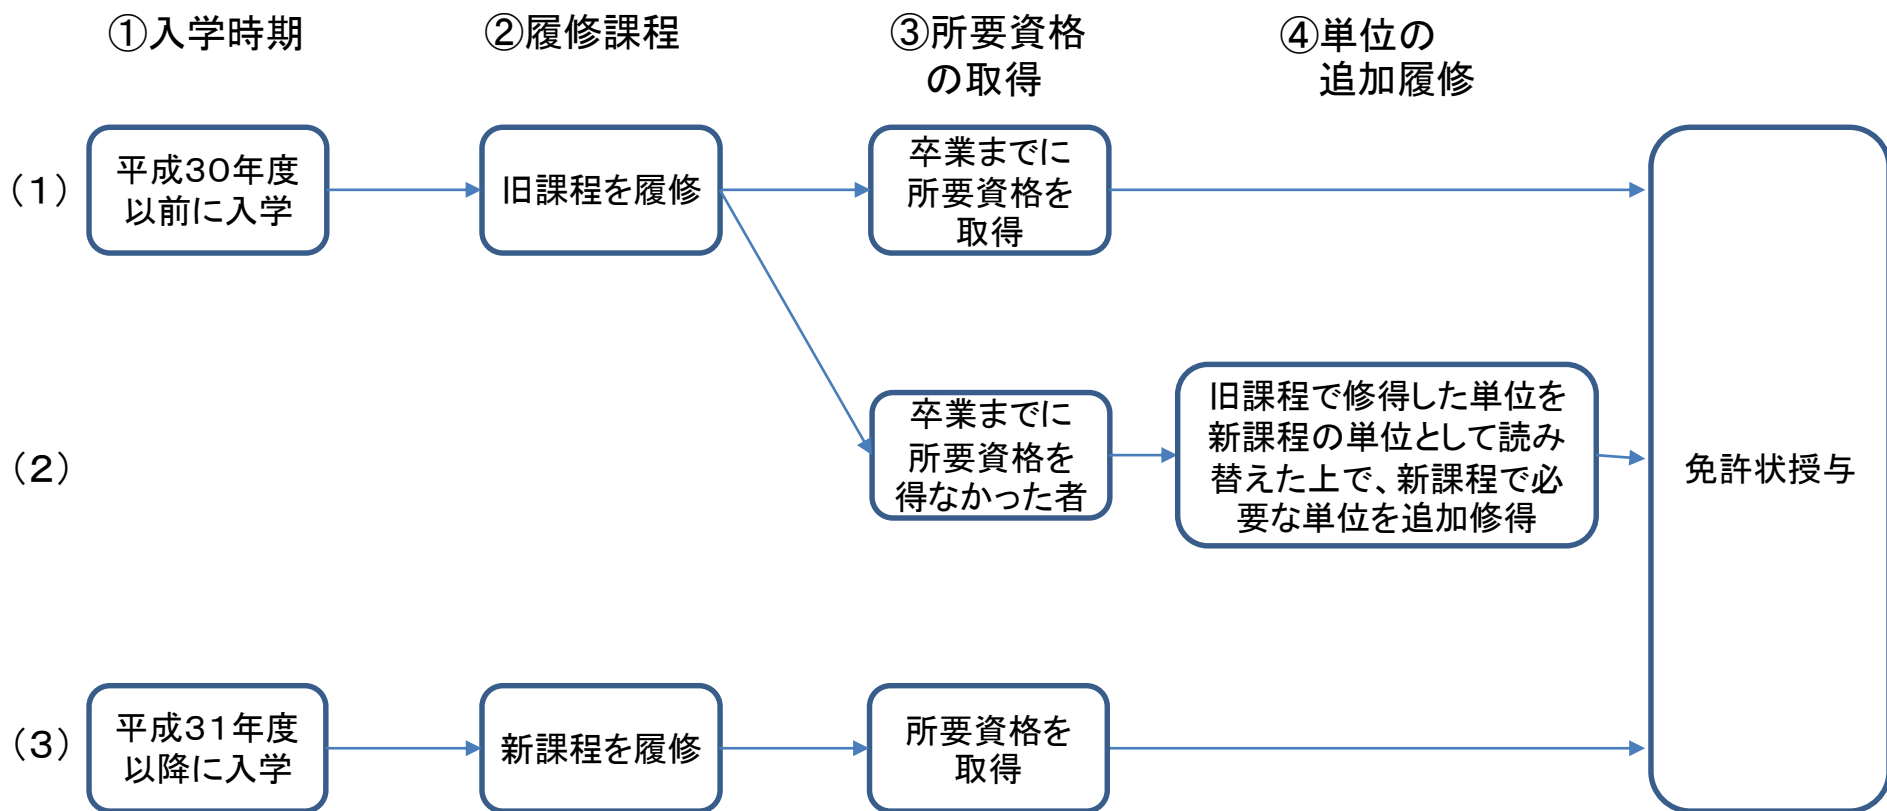 ①入学時期
②履修課程
③所要資格
の取得
④単位の
追加履修
（１）
平成３０年度
以前に入学
旧課程を履修
卒業までに
所要資格を
取得
（２）
卒業までに
所要資格を
得なかった者
旧課程で修得した単位を
新課程の単位として読み
替えた上で、新課程で必
要な単位を追加修得
免許状授与
（３）
平成３１年度
以降に入学
新課程を履修
所要資格を
取得